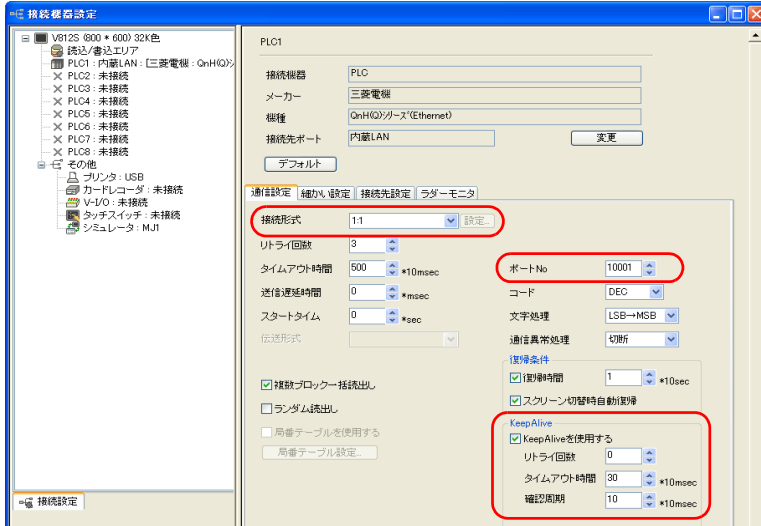 接続機器設定
V812S (800 * 600) 32K色
読込/書込エリア
PLC1 : 内蔵LAN : [三菱電機 : QnH(Q)シ
PLC2 : 未接続
PLC3 : 未接続
PLC4 : 未接続
PLC5 : 未接続
PLC6 : 未接続
PLC7 : 未接続
PLC8 : 未接続
その他
プリンタ : USB
カードレコーダ : 未接続
V-I/O : 未接続
タッチスイッチ : 未接続
シミュレータ : MJ1
接続設定
PLC1
接続機器 PLC
メーカー 三菱電機
機種 QnH(Q)シリーズ(Ethernet)
接続先ポート 内蔵LAN 変更
デフォルト
通信設定 細かい設定 接続先設定 ラダーモニタ
接続形式 1:1 設定..
リトライ回数 3
タイムアウト時間 500 *10msec
送信遅延時間 0 *msec
スタートタイム 0 *sec
伝送形式
複数ブロック一括読出し
ランダム読出し
局番テーブルを使用する
局番テーブル設定..
ポートNo 10001
コード DEC
文字処理 LSB→MSB
通信異常処理 切断
復帰条件
復帰時間 1 *10sec
スクリーン切替時自動復帰
KeepAlive
KeepAliveを使用する
リトライ回数 0
タイムアウト時間 30 *10msec
確認周期 10 *10msec